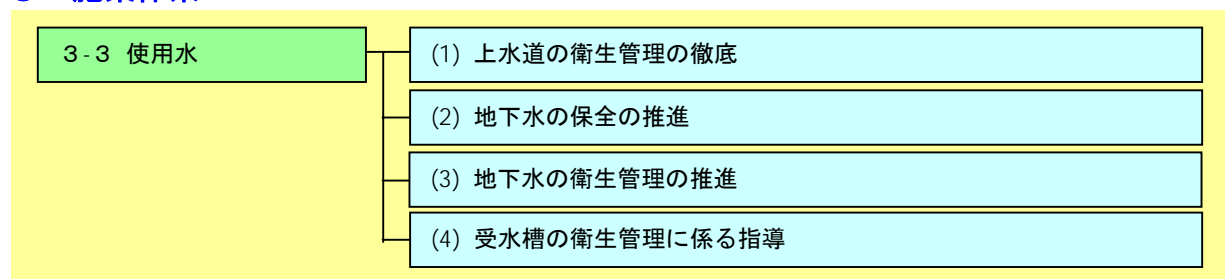 3-3 使用水
(1) 上水道の衛生管理の徹底
(2) 地下水の保全の推進
(3) 地下水の衛生管理の推進
(4) 受水槽の衛生管理に係る指導